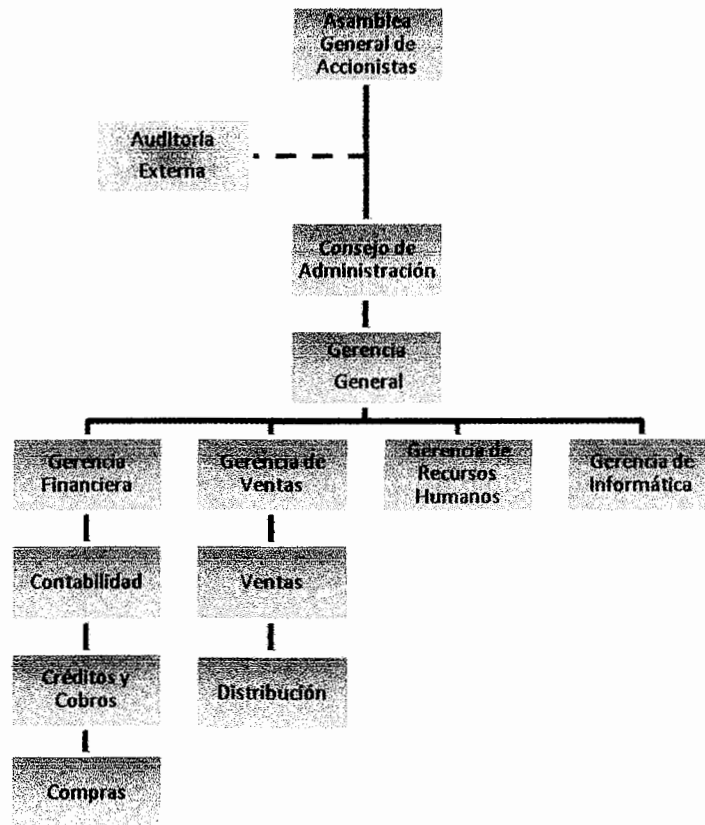 Asamblea
General de
Accionistas
Auditoría
Externa
Consejo de
Administración
Gerencia
General
Gerencia
Financiera
Gerencia de
Ventas
Gerencia de
Recursos
Humanos
Gerencia de
Informática
Contabilidad
Ventas
Créditos y
Cobros
Distribución
Compras